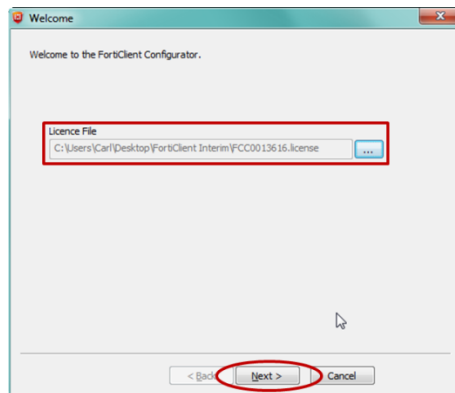 Welcome
Welcome to the FortiClient Configurator.
Licence File
C:\Users\Carl\Desktop\FortiClient Interim\FCC0013616.license
...
< Back
Next >
Cancel